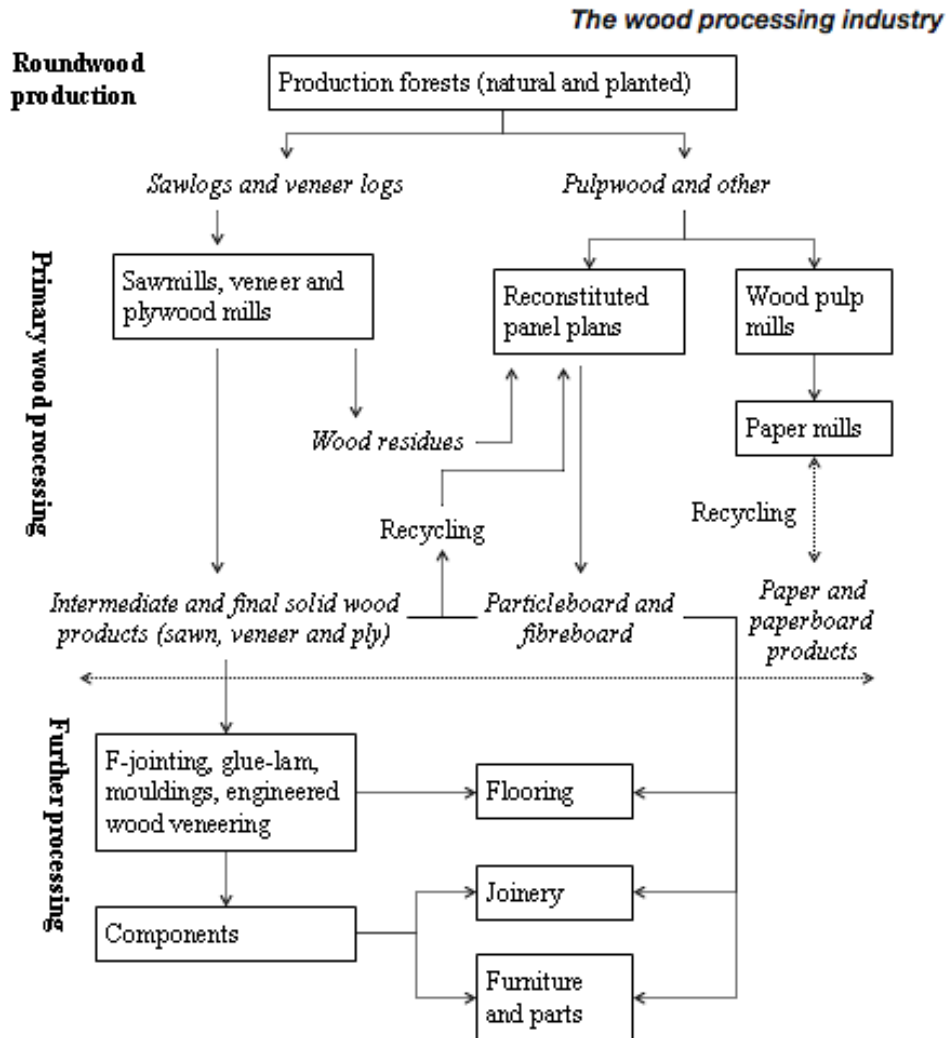 The wood processing industry
Roundwood
production
Production forests (natural and planted)
Sawlogs and veneer logs
Pulpwood and other
Primary wood processing
Sawmills, veneer and
plywood mills
Reconstituted
panel plans
Wood pulp
mills
Wood residues
Paper mills
Recycling
Recycling
Intermediate and final solid wood
products (sawn, veneer and ply)
Particleboard and
fibreboard
Paper and
paperboard
products
Further processing
F-jointing, glue-lam,
mouldings, engineered
wood veneering
Flooring
Joinery
Components
Furniture
and parts